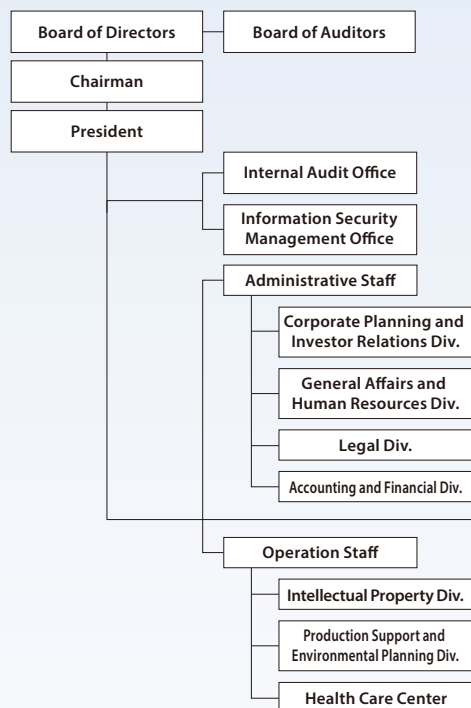 Board of Directors
Board of Auditors
Chairman
President
Internal Audit Office
Information Security
Management Office
Administrative Staff
Corporate Planning and
Investor Relations Div.
General Affairs and
Human Resources Div.
Legal Div.
Accounting and Financial Div.
Operation Staff
Intellectual Property Div.
Production Support and
Environmental Planning Div.
Health Care Center